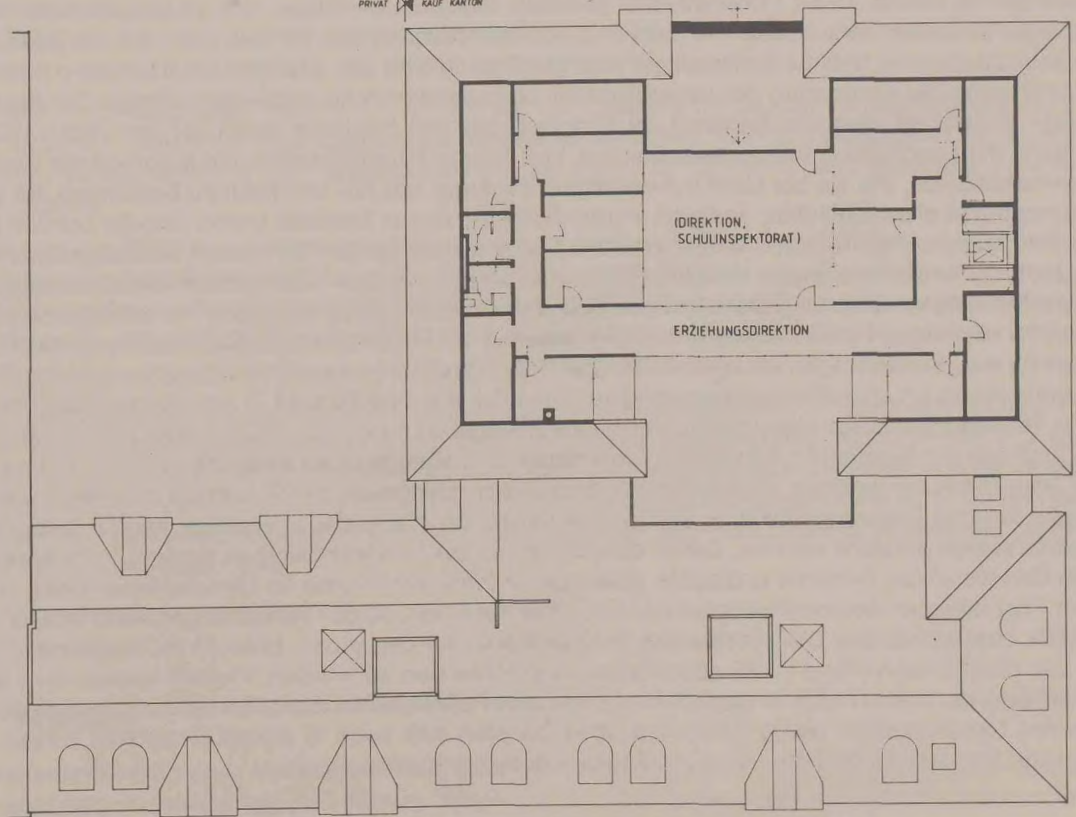 PRIVAT KAUF KANTON
(DIREKTION,
SCHULINSPEKTORAT)
ERZIEHUNGSDIREKTION